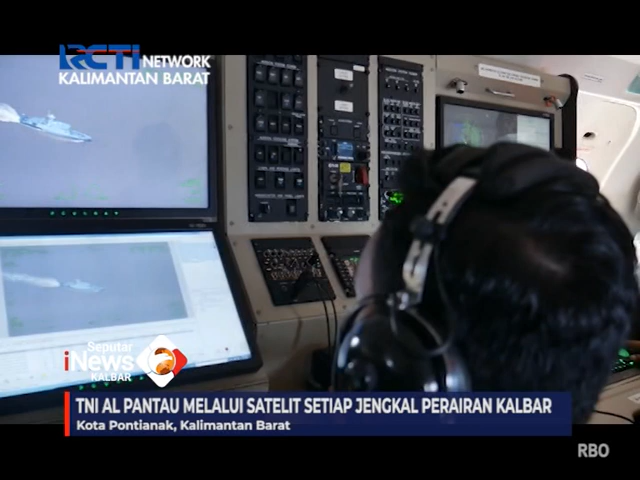 RCTI NETWORK
KALIMANTAN BARAT
Seputar
iNews
KALBAR
TNI AL PANTAU MELALUI SATELIT SETIAP JENGKAL PERAIRAN KALBAR
Kota Pontianak, Kalimantan Barat
RBO